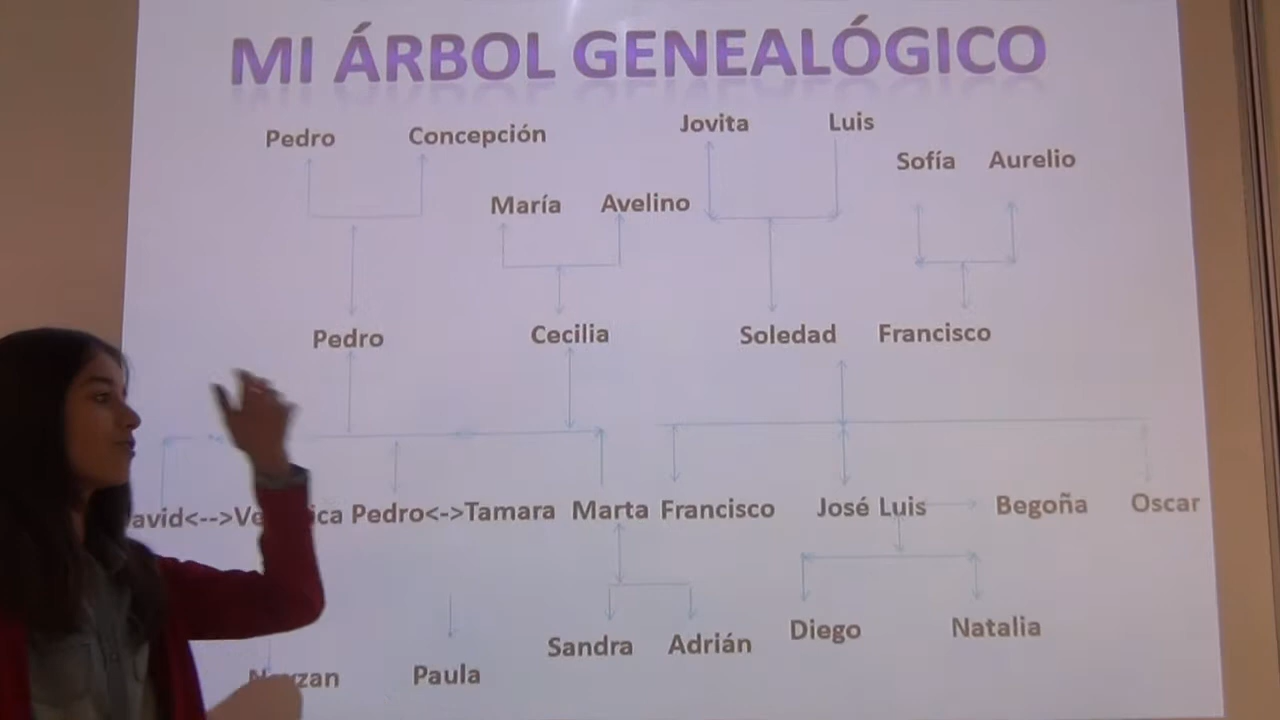 MI ÁRBOL GENEALÓGICO
Pedro Concepción Jovita Luis
Sofía Aurelio
María Avelino
Pedro Cecilia Soledad Francisco
Pedro<->Tamara Marta Francisco José Luis Begoña Oscar
Sandra Adrián Diego Natalia
Paula